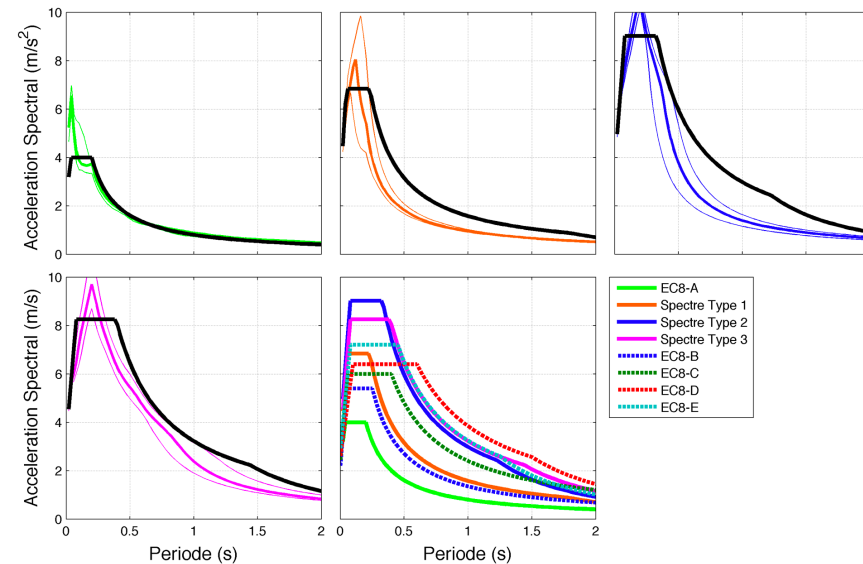 10
8
6
4
2
0
Acceleration Spectral (m/s²)
10
8
6
4
2
0
Acceleration Spectral (m/s)
0 0.5 1 1.5 2
Periode (s)
0 0.5 1 1.5 2
Periode (s)
EC8-A
Spectre Type 1
Spectre Type 2
Spectre Type 3
EC8-B
EC8-C
EC8-D
EC8-E